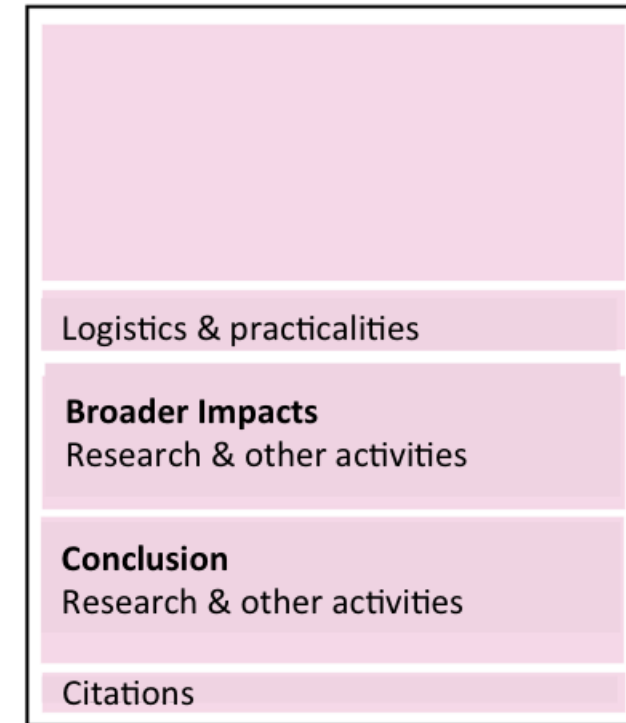 Logistics & practicalities
Broader Impacts
Research & other activities
Conclusion
Research & other activities
Citations